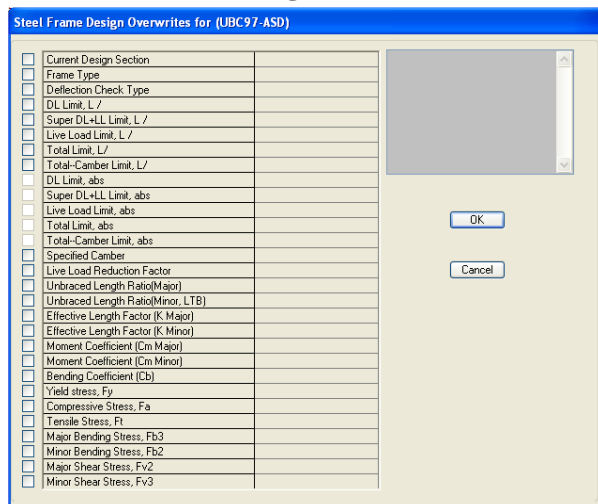 Steel Frame Design Overwrites for (UBC97-ASD)
Current Design Section
Frame Type
Deflection Check Type
DL Limit, L /
Super DL+LL Limit, L /
Live Load Limit, L /
Total Limit, L/
Total--Camber Limit, L/
DL Limit, abs
Super DL+LL Limit, abs
Live Load Limit, abs
Total Limit, abs
Total--Camber Limit, abs
Specified Camber
Live Load Reduction Factor
Unbraced Length Ratio(Major)
Unbraced Length Ratio(Minor, LTB)
Effective Length Factor (K Major)
Effective Length Factor (K Minor)
Moment Coefficient (Cm Major)
Moment Coefficient (Cm Minor)
Bending Coefficient (Cb)
Yield stress, Fy
Compressive Stress, Fa
Tensile Stress, Ft
Major Bending Stress, Fb3
Minor Bending Stress, Fb2
Major Shear Stress, Fv2
Minor Shear Stress, Fv3
OK
Cancel